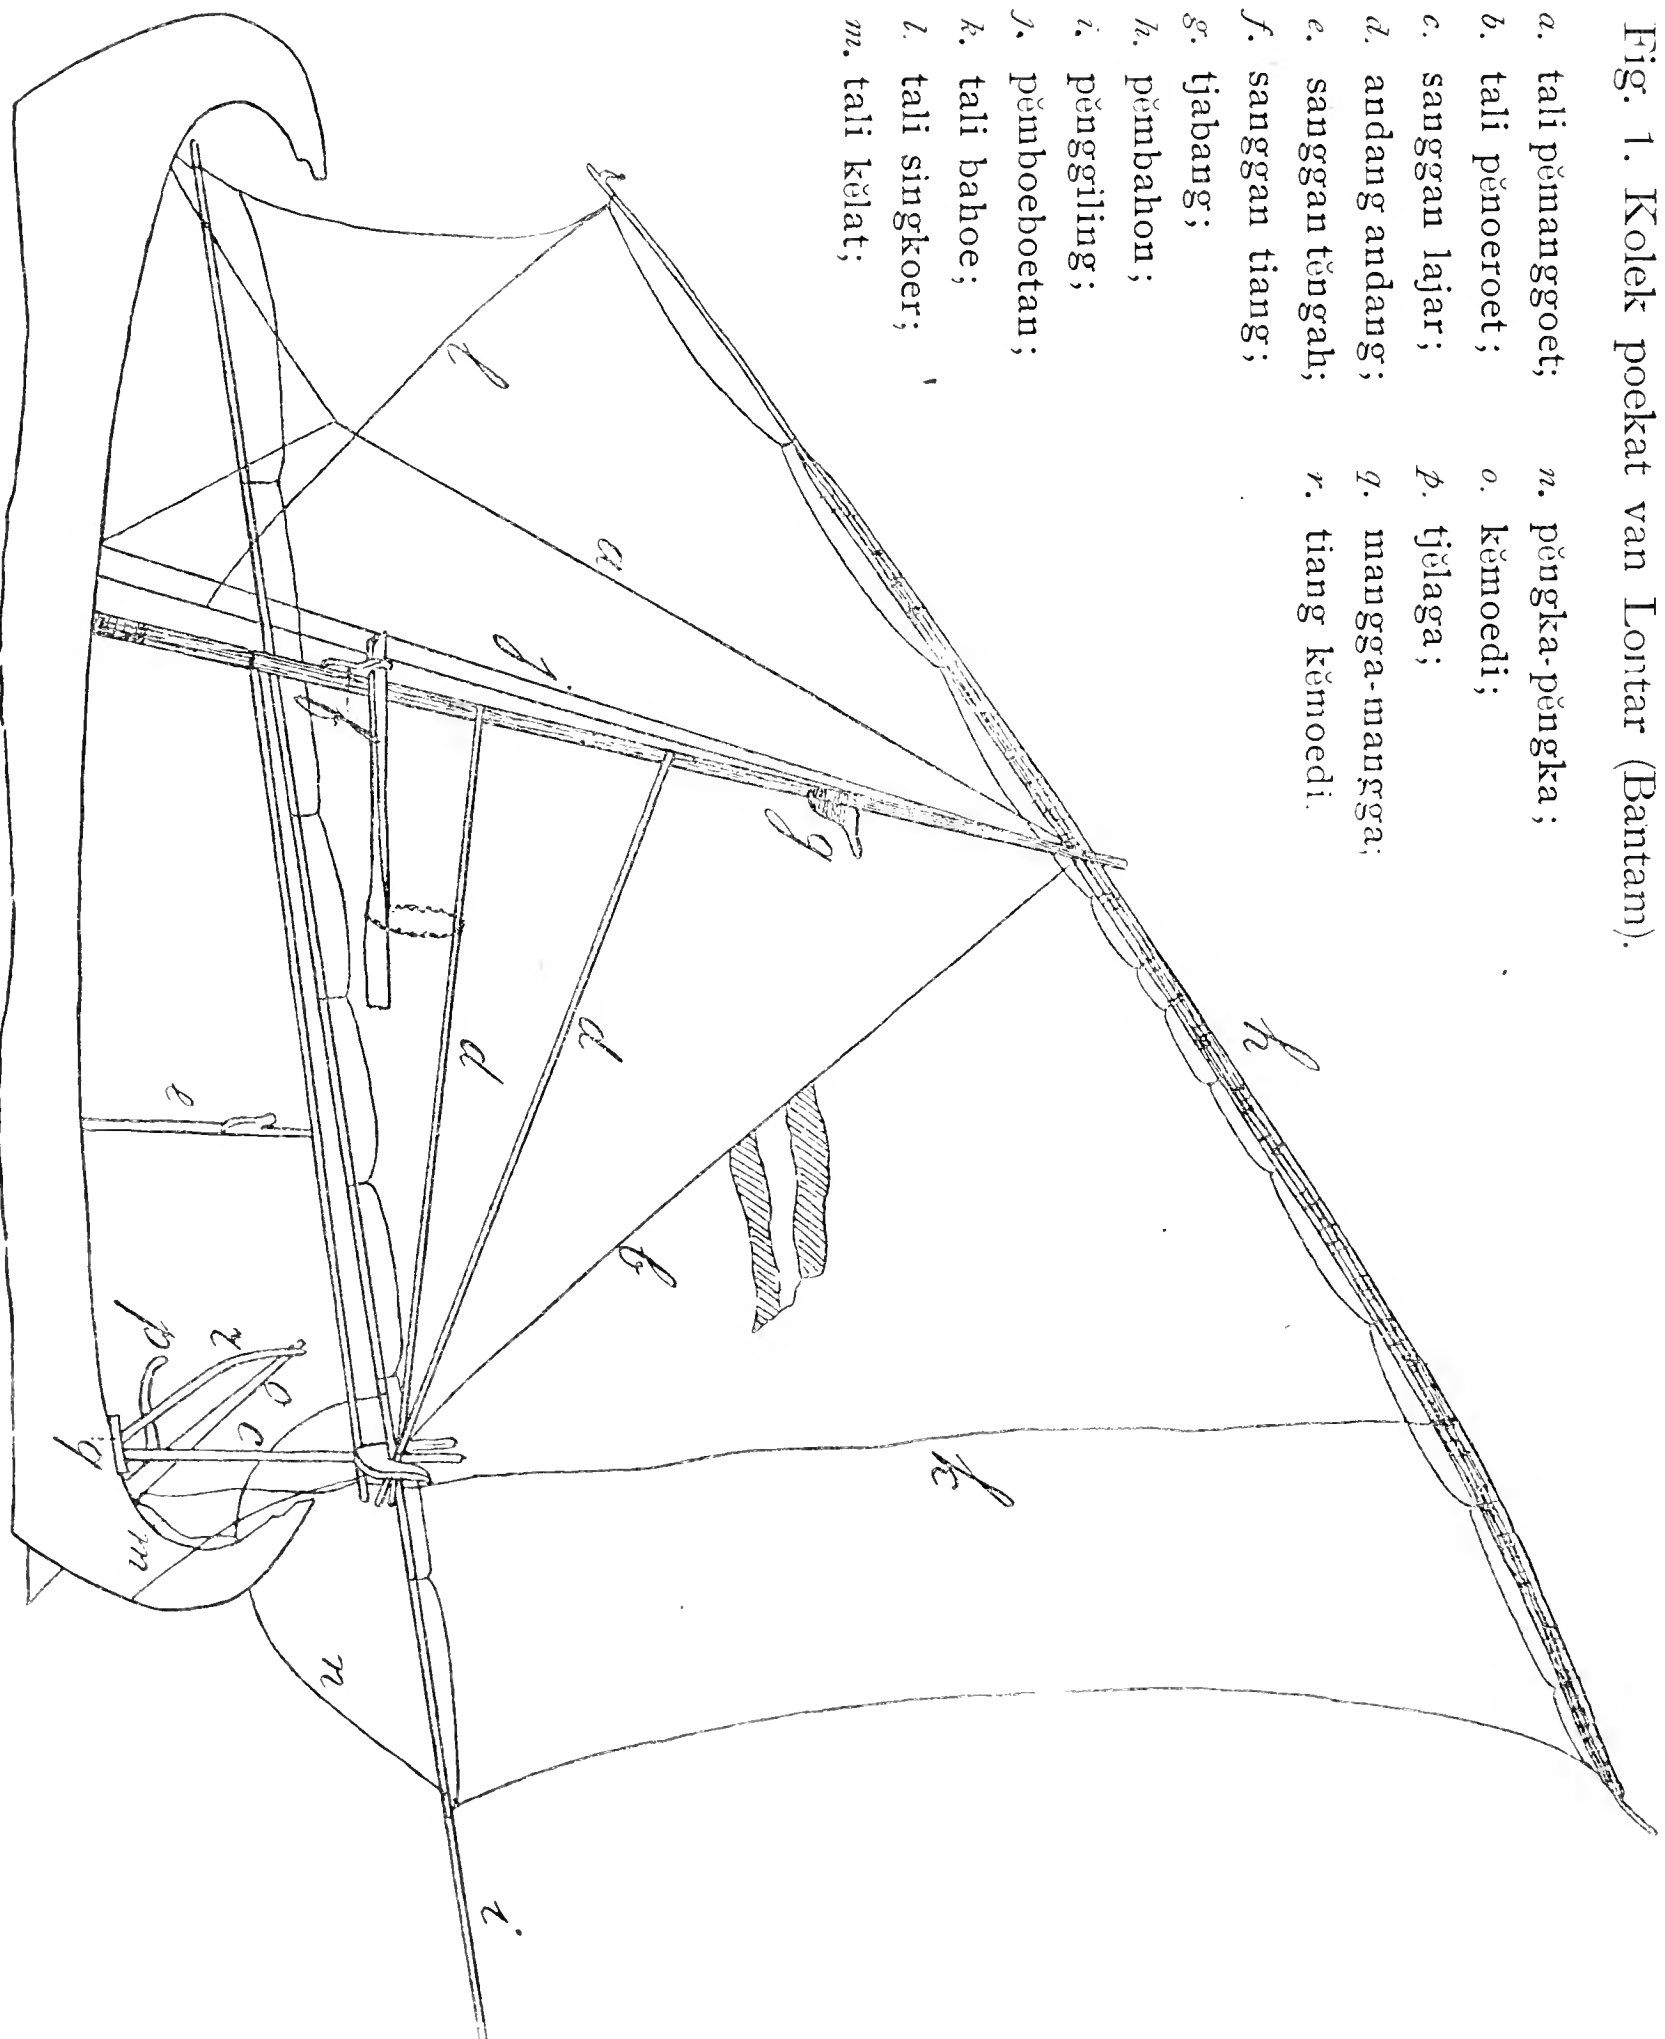 Fig. 1. Kolek poekat van Lontar (Bantam).
a. tali pĕmanggoet;
b. tali pĕnoeroet;
c. sanggan lajar;
d. andang andang;
e. sanggan tĕngah;
f. sanggan tiang;
g. tjabang;
h. pĕmbahon;
i. pĕnggiling;
j. pĕmboeboetan;
k. tali bahoe;
l. tali singkoer;
m. tali kĕlat;
n. pĕngka-pĕngka;
o. kĕmoedi;
p. tjĕlaga;
q. mangga-mangga;
r. tiang kĕmoedi.
l
a
j.
g
h
d
d
b
e
p
r
o
c
q
m
k
n
i